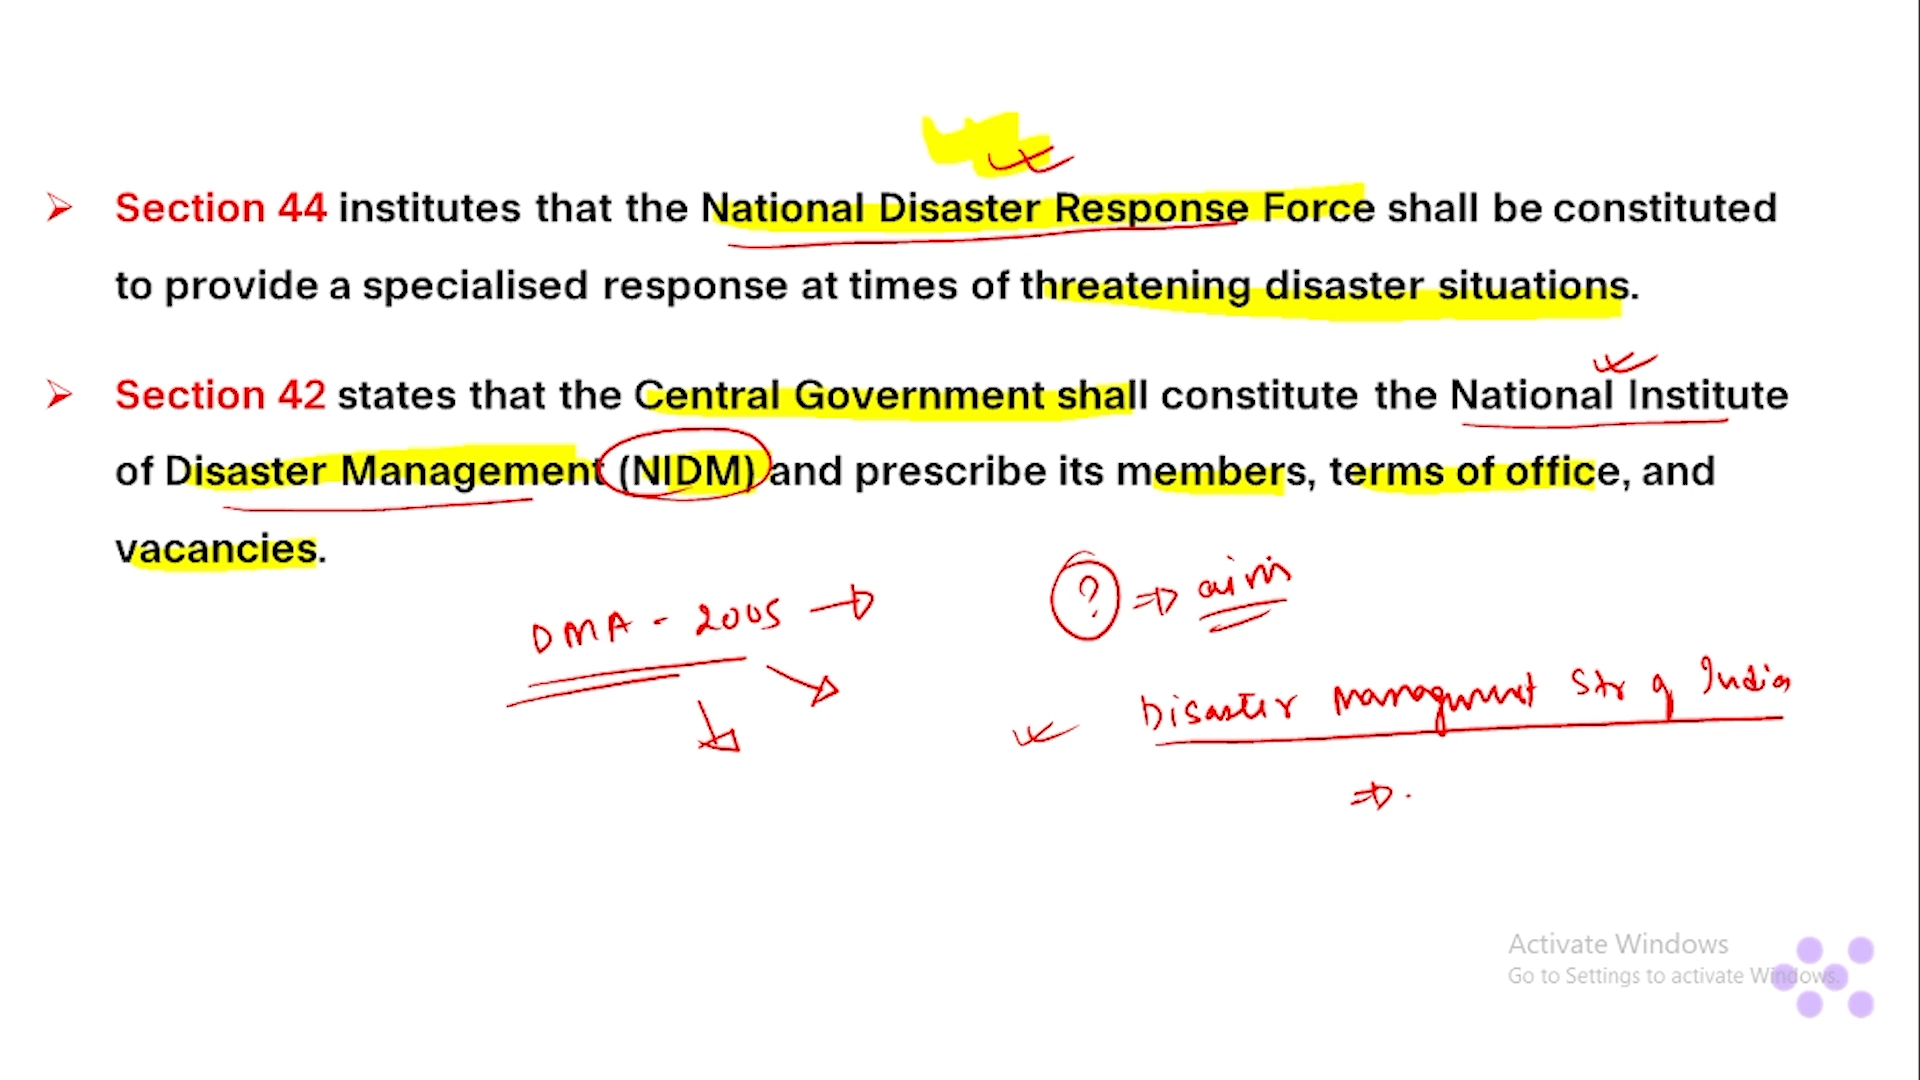 Section 44 institutes that the National Disaster Response Force shall be constituted
to provide a specialised response at times of threatening disaster situations.
Section 42 states that the Central Government shall constitute the National Institute
of Disaster Management (NIDM) and prescribe its members, terms of office, and
vacancies.
? ⇒ aim
DMA - 2005 →
Disaster Management Str of India
⇒ .
Activate Windows
Go to Settings to activate Windows.